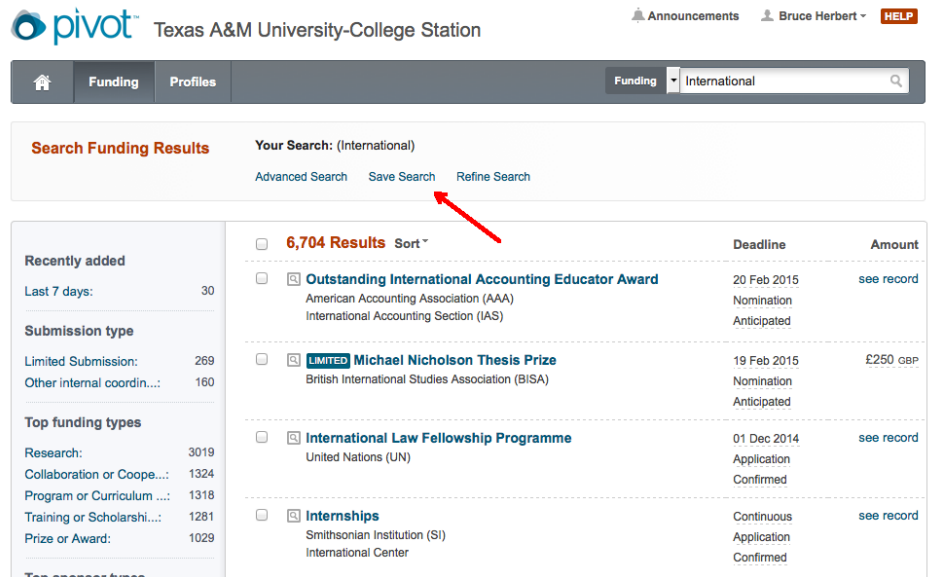 pivot™ Texas A&M University-College Station
Announcements Bruce Herbert HELP
Funding Profiles Funding International
Search Funding Results
Your Search: (International)
Advanced Search Save Search Refine Search
Recently added
Last 7 days: 30
Submission type
Limited Submission: 269
Other internal coordin...: 160
Top funding types
Research: 3019
Collaboration or Coope...: 1324
Program or Curriculum ...: 1318
Training or Scholarshi...: 1281
Prize or Award: 1029
Top sponsor types
6,704 Results Sort Deadline Amount
Outstanding International Accounting Educator Award
American Accounting Association (AAA)
International Accounting Section (IAS)
20 Feb 2015
Nomination
Anticipated
see record
LIMITED Michael Nicholson Thesis Prize
British International Studies Association (BISA)
19 Feb 2015
Nomination
Anticipated
£250 GBP
International Law Fellowship Programme
United Nations (UN)
01 Dec 2014
Application
Confirmed
see record
Internships
Smithsonian Institution (SI)
International Center
Continuous
Application
Confirmed
see record